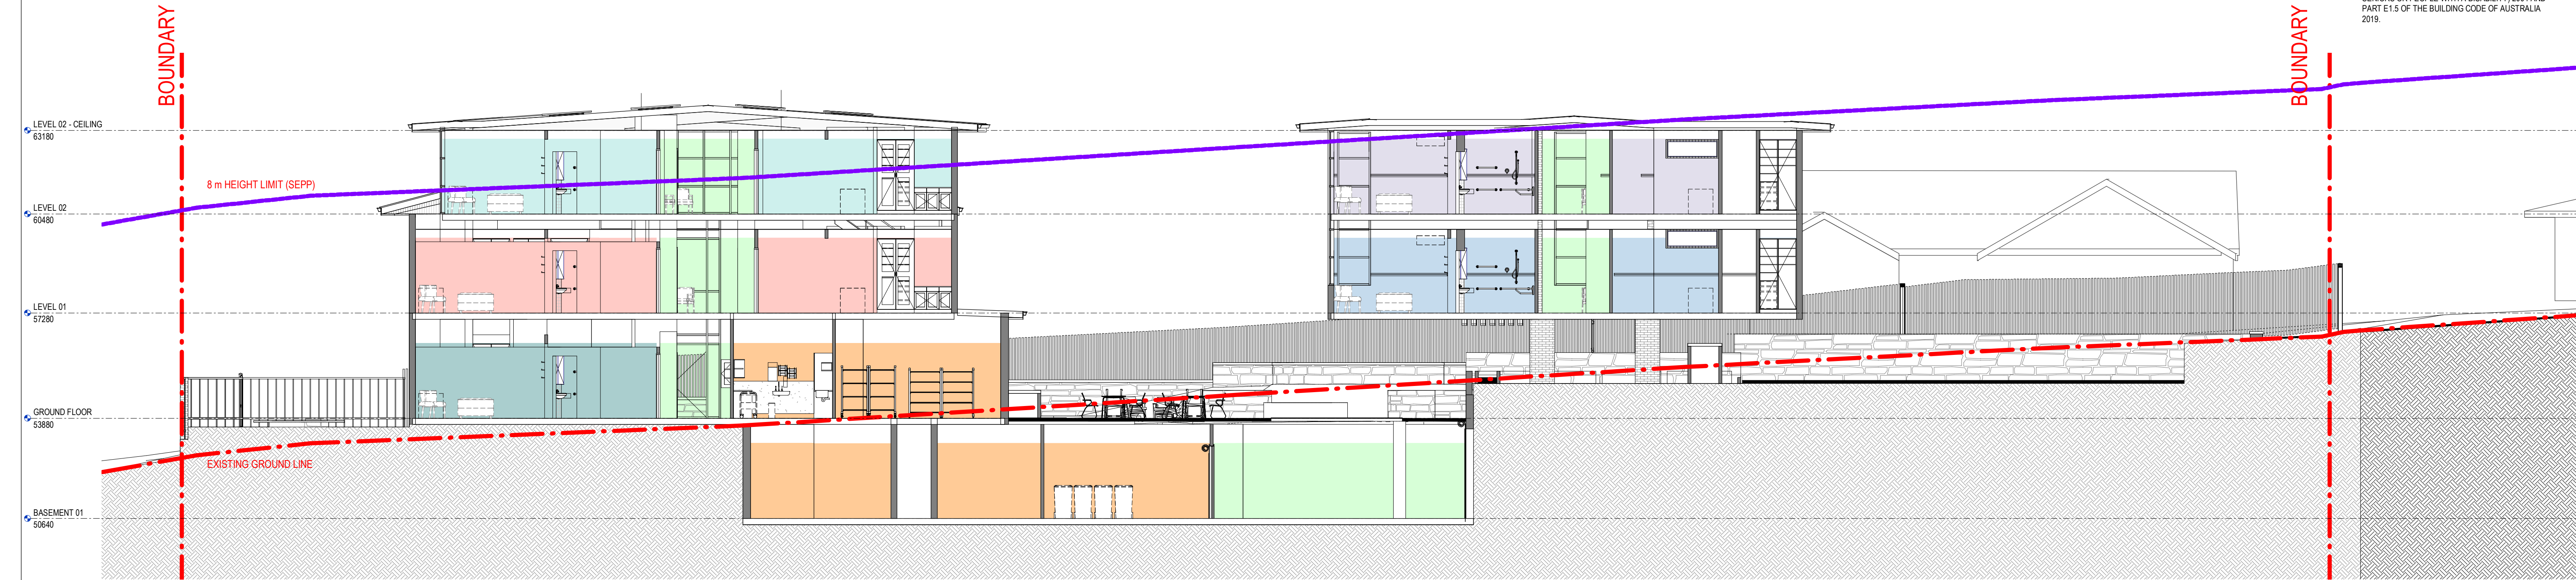 PART E1.5 OF THE BUILDING CODE OF AUSTRALIA
2019.
BOUNDARY
BOUNDARY
LEVEL 02 - CEILING
63180
8 m HEIGHT LIMIT (SEPP)
LEVEL 02
60480
LEVEL 01
57280
GROUND FLOOR
53880
EXISTING GROUND LINE
BASEMENT 01
50640